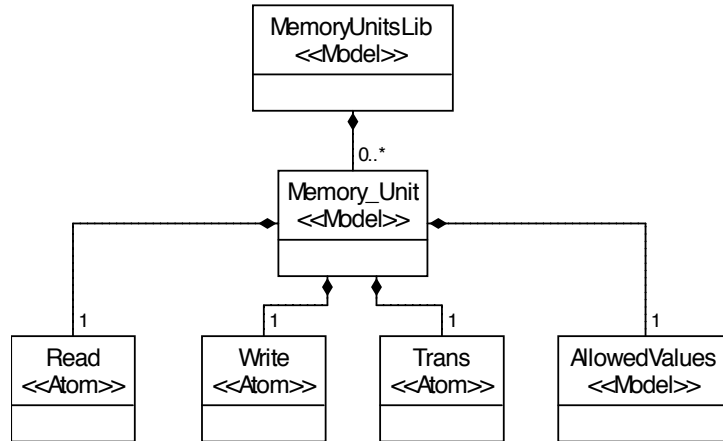 MemoryUnitsLib
<<Model>>
0..*
Memory_Unit
<<Model>>
1
1
1
1
Read
<<Atom>>
Write
<<Atom>>
Trans
<<Atom>>
AllowedValues
<<Model>>